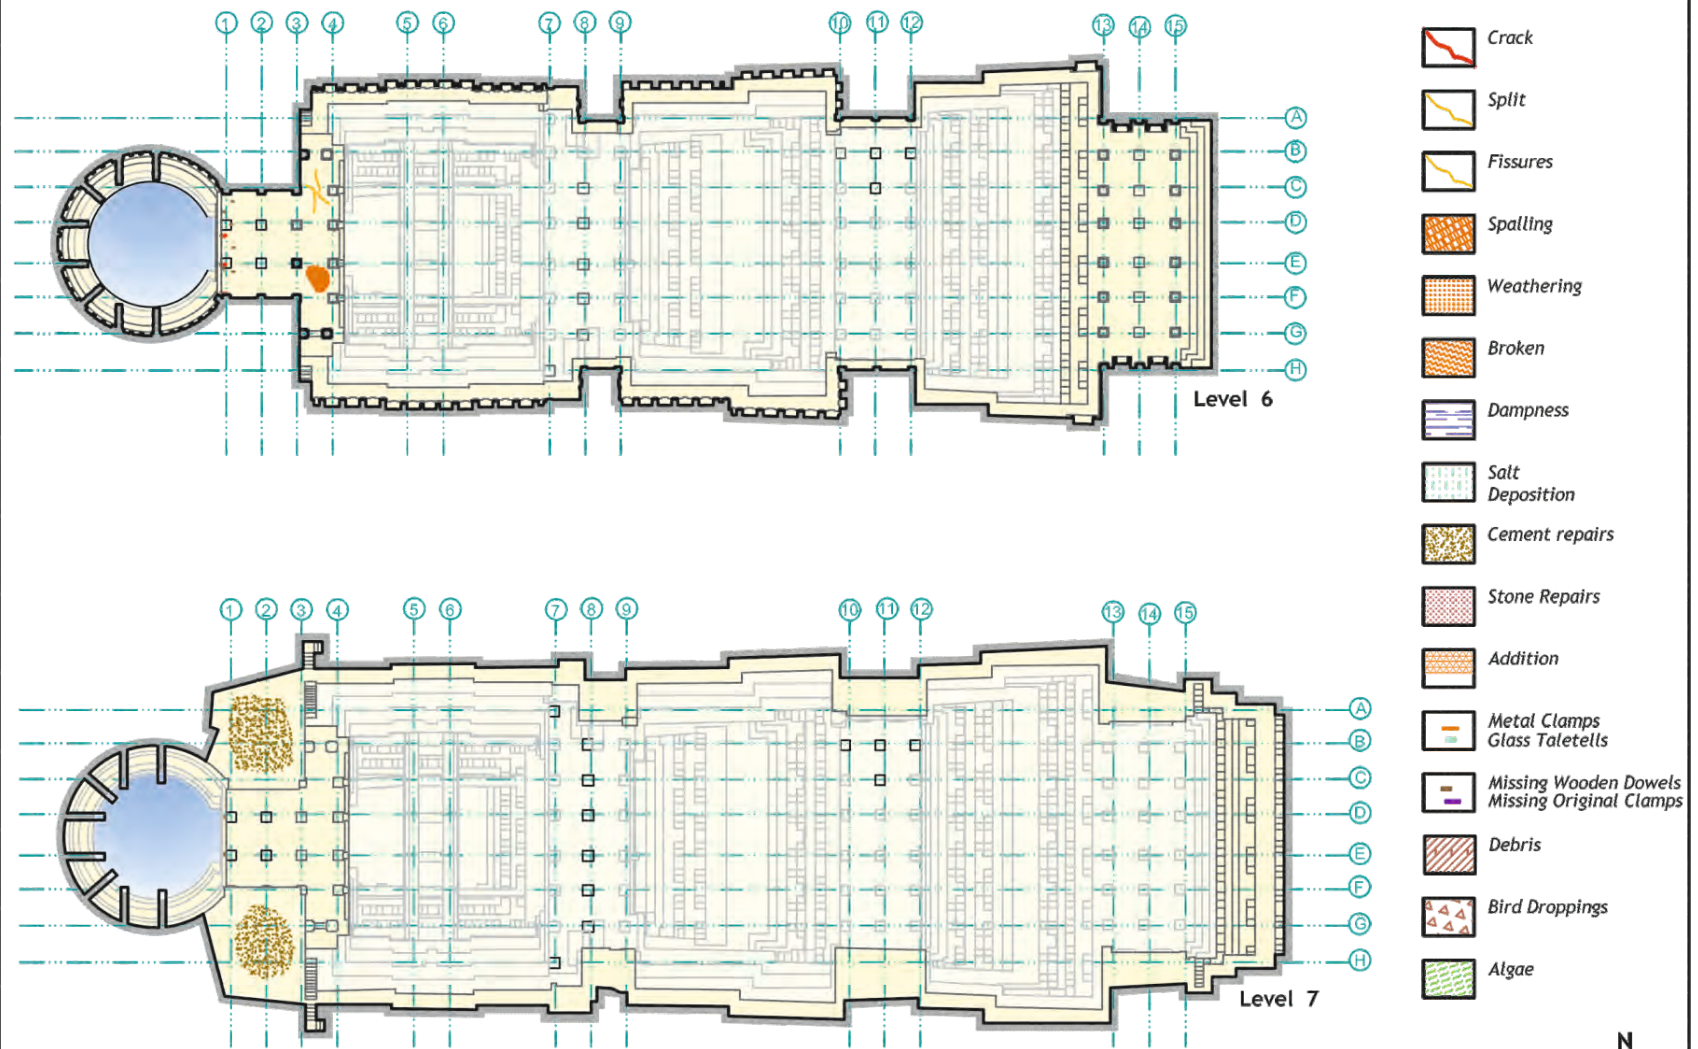 1 2 3 4 5 6 7 8 9 10 11 12 13 14 15
A
B
C
D
E
F
G
H
Level 6
1 2 3 4 5 6 7 8 9 10 11 12 13 14 15
A
B
C
D
E
F
G
H
Level 7
Crack
Split
Fissures
Spalling
Weathering
Broken
Dampness
Salt
Deposition
Cement repairs
Stone Repairs
Addition
Metal Clamps
Glass Taletells
Missing Wooden Dowels
Missing Original Clamps
Debris
Bird Droppings
Algae
N